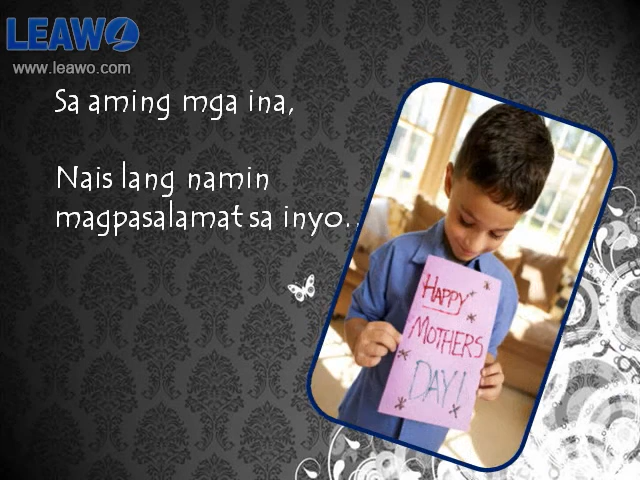 LEAWO
www.leawo.com
Sa aming mga ina,
Nais lang namin
magpasalamat sa inyo..
HAPPY
MOTHERS
DAY!